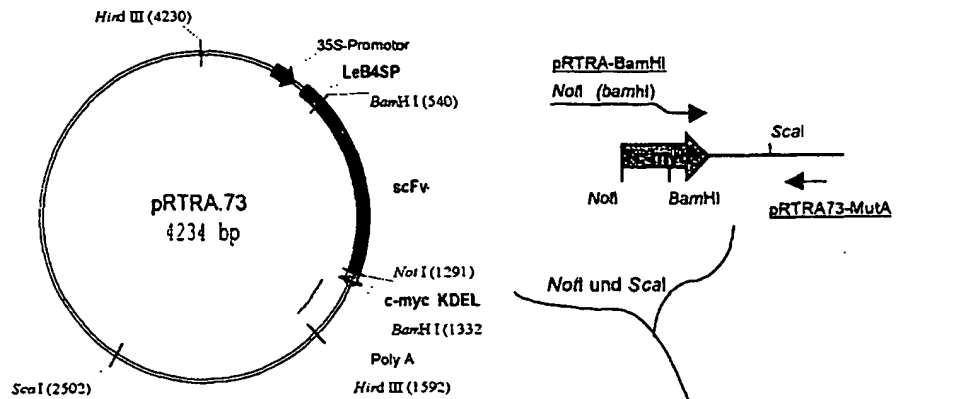 Hind III (4230)
35S-Promotor
LeB4SP
BamH I (540)
scFv
pRTRA.73
4234 bp
Not I (1291)
c-myc KDEL
BamH I (1332
Poly A
Hind III (1592)
Sca I (2502)
pRTRA-BamHI
NotI (bamhI)
ScaI
NotI
BamHI
pRTRA73-MutA
NotI und ScaI